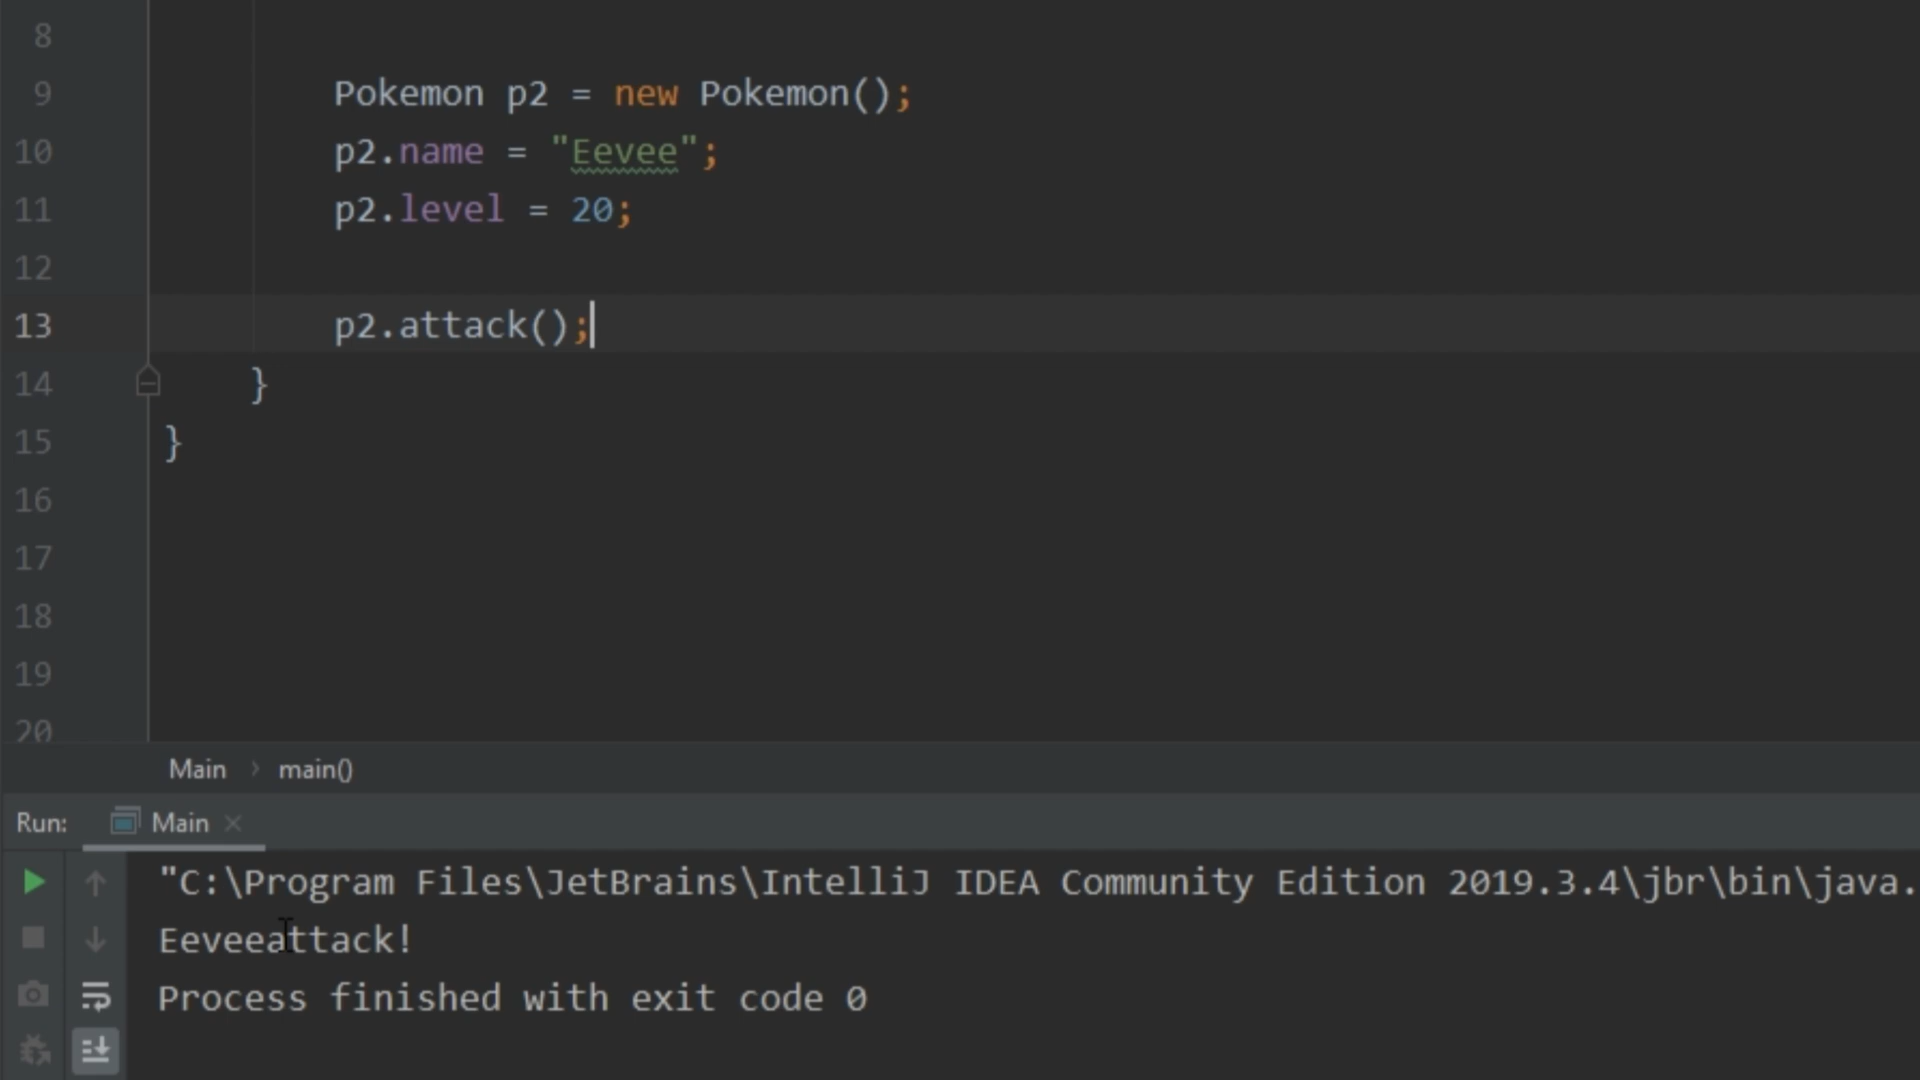 8
9 Pokemon p2 = new Pokemon();
10 p2.name = "Eevee";
11 p2.level = 20;
12
13 p2.attack();
14 }
15 }
16
17
18
19
20
Main › main()
Run: Main ×
"C:\Program Files\JetBrains\IntelliJ IDEA Community Edition 2019.3.4\jbr\bin\java.
Eeveeattack!
Process finished with exit code 0